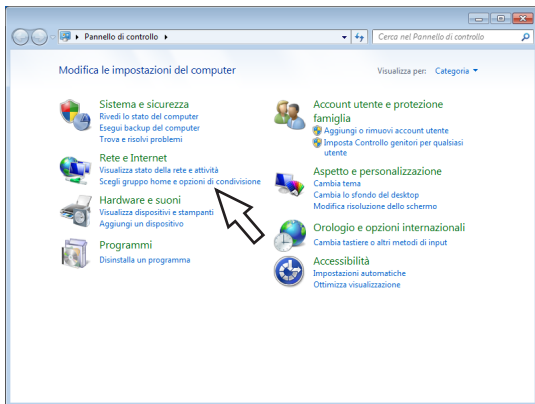 Pannello di controllo
Cerca nel Pannello di controllo
Modifica le impostazioni del computer
Visualizza per: Categoria
Sistema e sicurezza
Rivedi lo stato del computer
Esegui backup del computer
Trova e risolvi problemi
Rete e Internet
Visualizza stato della rete e attività
Scegli gruppo home e opzioni di condivisione
Hardware e suoni
Visualizza dispositivi e stampanti
Aggiungi un dispositivo
Programmi
Disinstalla un programma
Account utente e protezione
famiglia
Aggiungi o rimuovi account utente
Imposta Controllo genitori per qualsiasi
utente
Aspetto e personalizzazione
Cambia tema
Cambia lo sfondo del desktop
Modifica risoluzione dello schermo
Orologio e opzioni internazionali
Cambia tastiere o altri metodi di input
Accessibilità
Impostazioni automatiche
Ottimizza visualizzazione